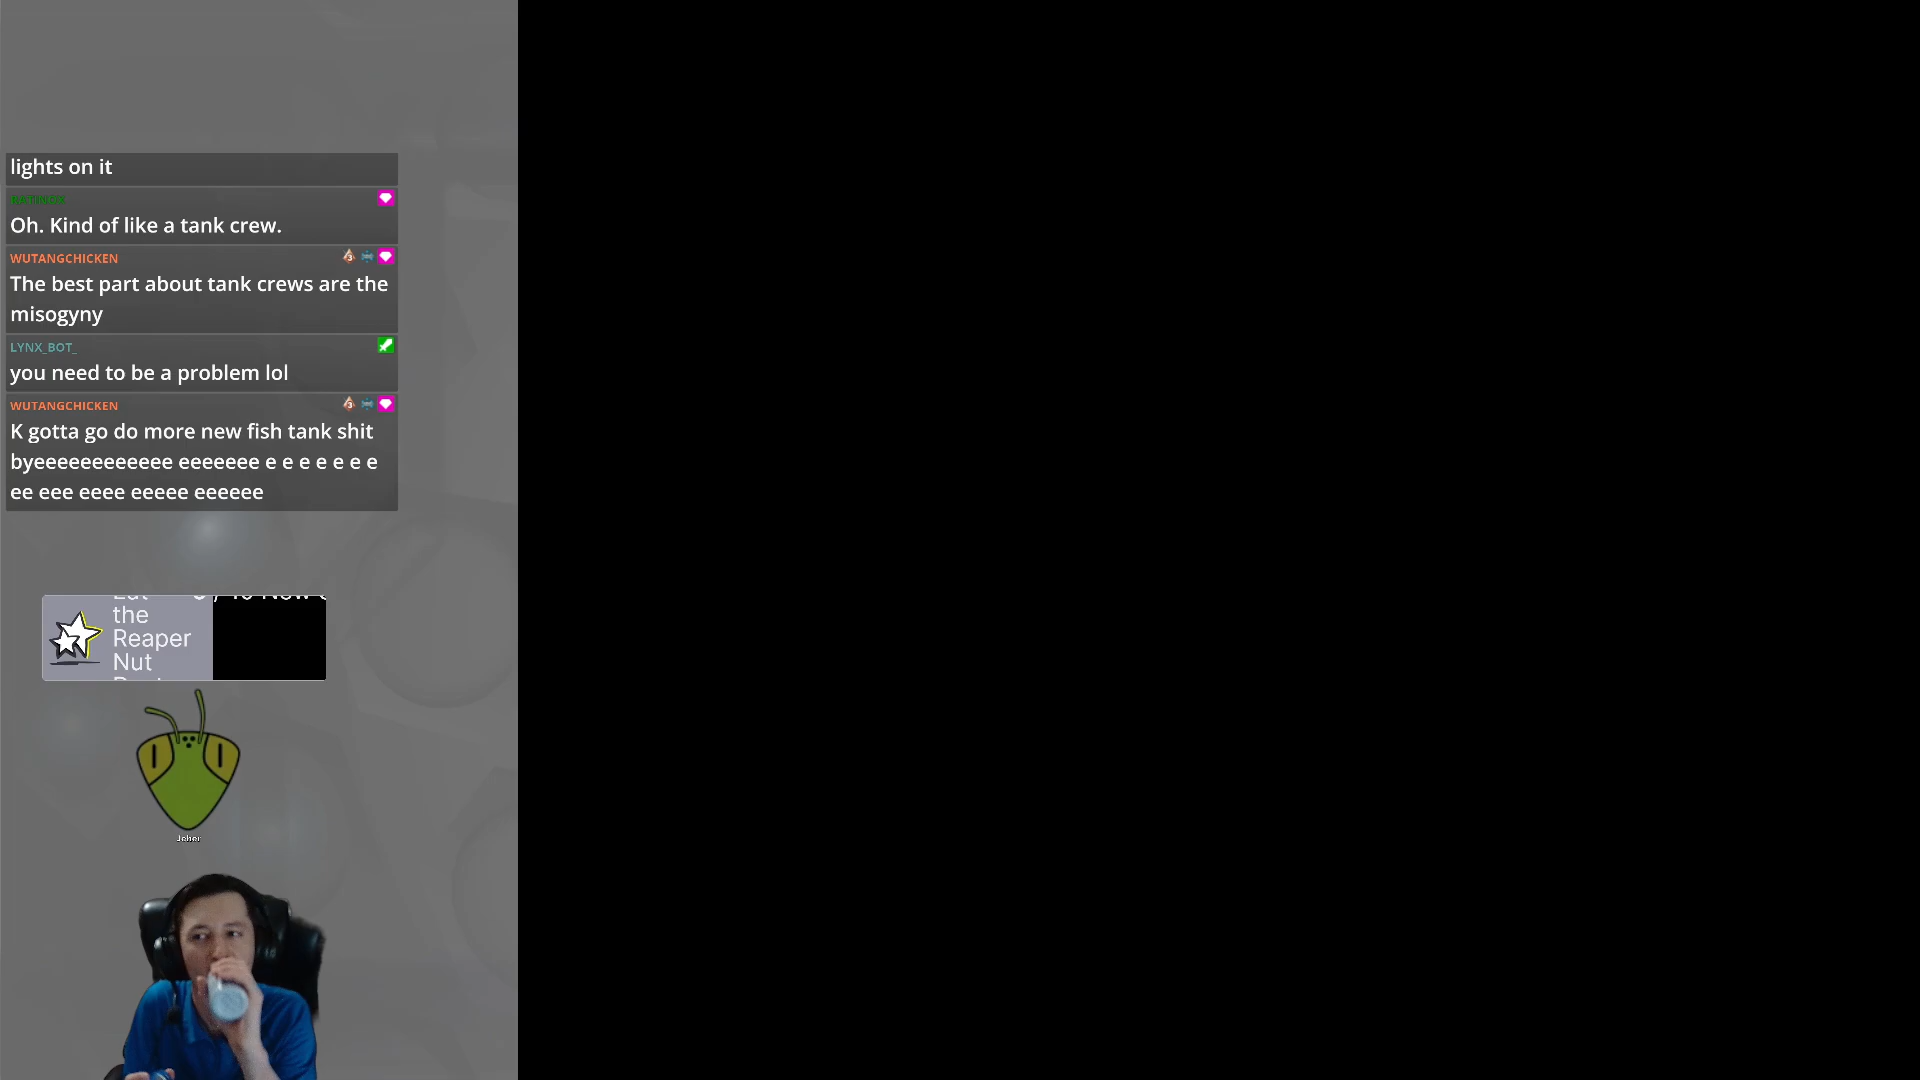 lights on it
Oh. Kind of like a tank crew.
WUTANGCHICKEN
The best part about tank crews are the
misogyny
LYNX_BOT_
you need to be a problem lol
WUTANGCHICKEN
K gotta go do more new fish tank shit
byeeeeeeeeeeee eeeeeee e e e e e e e
ee eee eeee eeeee eeeeee
the
Reaper
Nut
Jeher